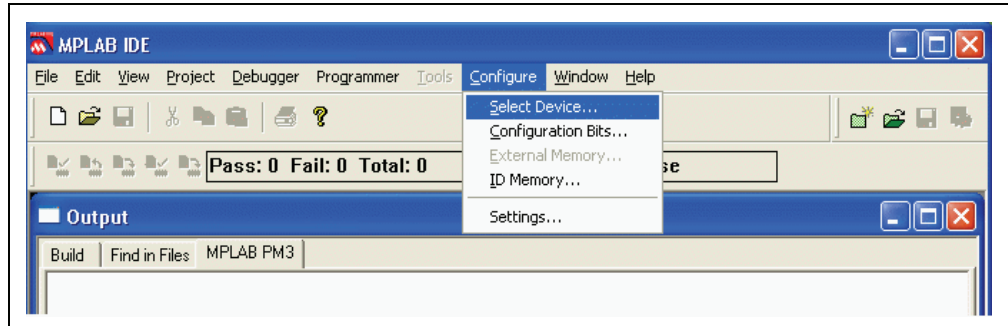 MPLAB IDE
File Edit View Project Debugger Programmer Tools Configure Window Help
Select Device...
Configuration Bits...
External Memory...
ID Memory...
Settings...
Pass: 0 Fail: 0 Total: 0
Output
Build Find in Files MPLAB PM3